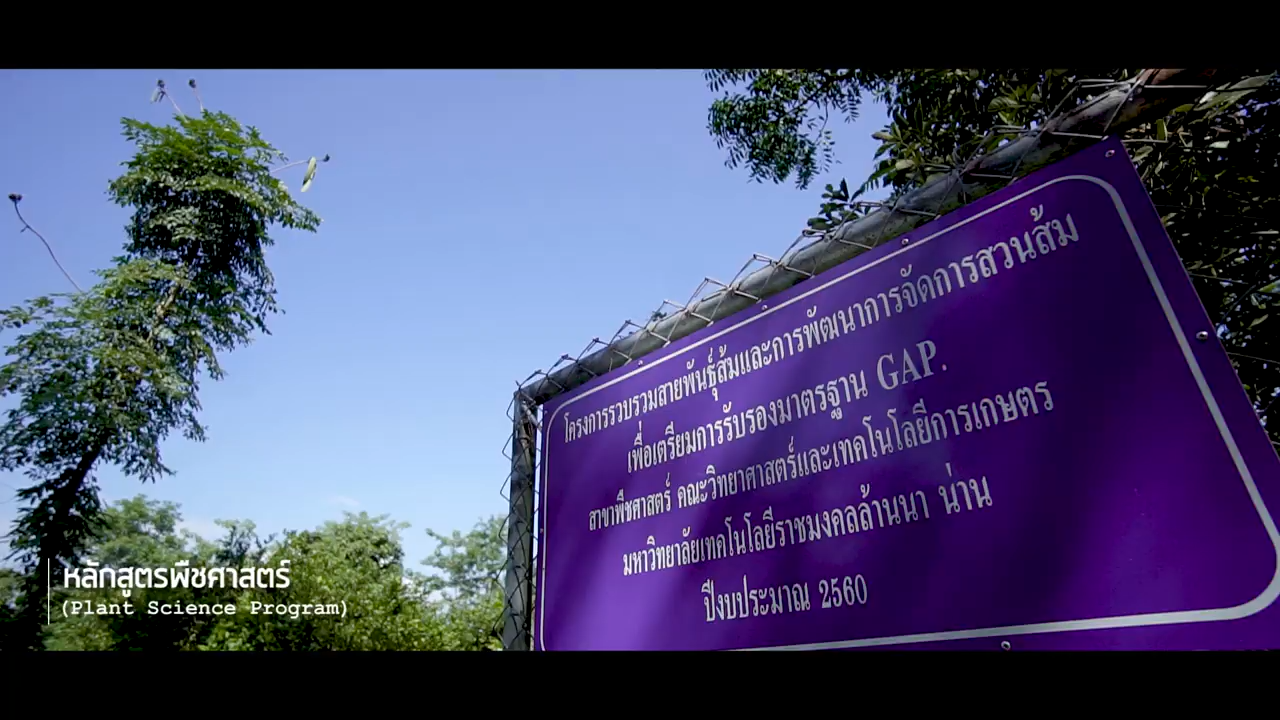 โครงการรวบรวมสายพันธุ์ส้มและการพัฒนาการจัดการสวนส้ม
เพื่อเตรียมการรับรองมาตรฐาน GAP.
สาขาพืชศาสตร์ คณะวิทยาศาสตร์และเทคโนโลยีการเกษตร
มหาวิทยาลัยเทคโนโลยีราชมงคลล้านนา น่าน
ปีงบประมาณ 2560
หลักสูตรพืชศาสตร์
(Plant Science Program)